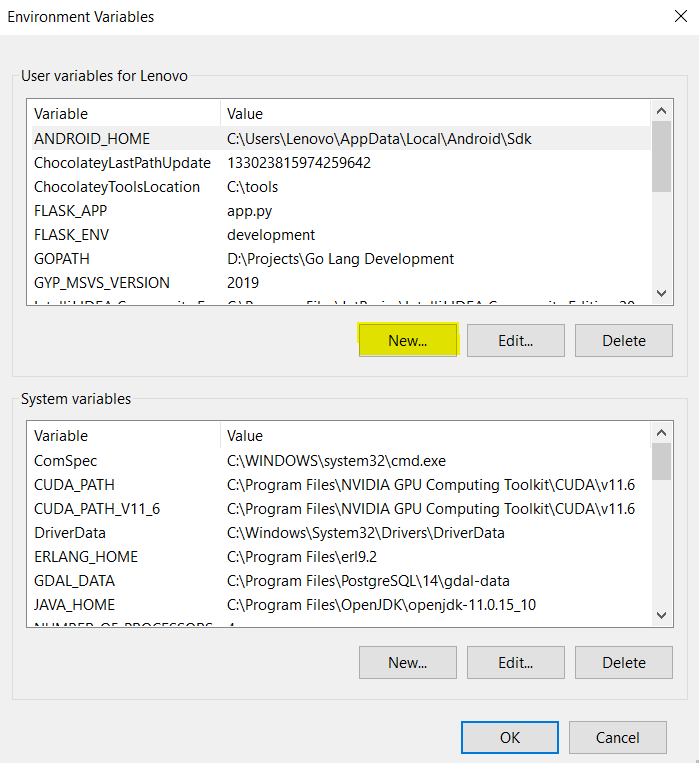 Environment Variables
User variables for Lenovo
Variable Value
ANDROID_HOME C:\Users\Lenovo\AppData\Local\Android\Sdk
ChocolateyLastPathUpdate 133023815974259642
ChocolateyToolsLocation C:\tools
FLASK_APP app.py
FLASK_ENV development
GOPATH D:\Projects\Go Lang Development
GYP_MSVS_VERSION 2019
New... Edit... Delete
System variables
Variable Value
ComSpec C:\WINDOWS\system32\cmd.exe
CUDA_PATH C:\Program Files\NVIDIA GPU Computing Toolkit\CUDA\v11.6
CUDA_PATH_V11_6 C:\Program Files\NVIDIA GPU Computing Toolkit\CUDA\v11.6
DriverData C:\Windows\System32\Drivers\DriverData
ERLANG_HOME C:\Program Files\erl9.2
GDAL_DATA C:\Program Files\PostgreSQL\14\gdal-data
JAVA_HOME C:\Program Files\OpenJDK\openjdk-11.0.15_10
NUMBER_OF_PROCESSORS 4
New... Edit... Delete
OK Cancel